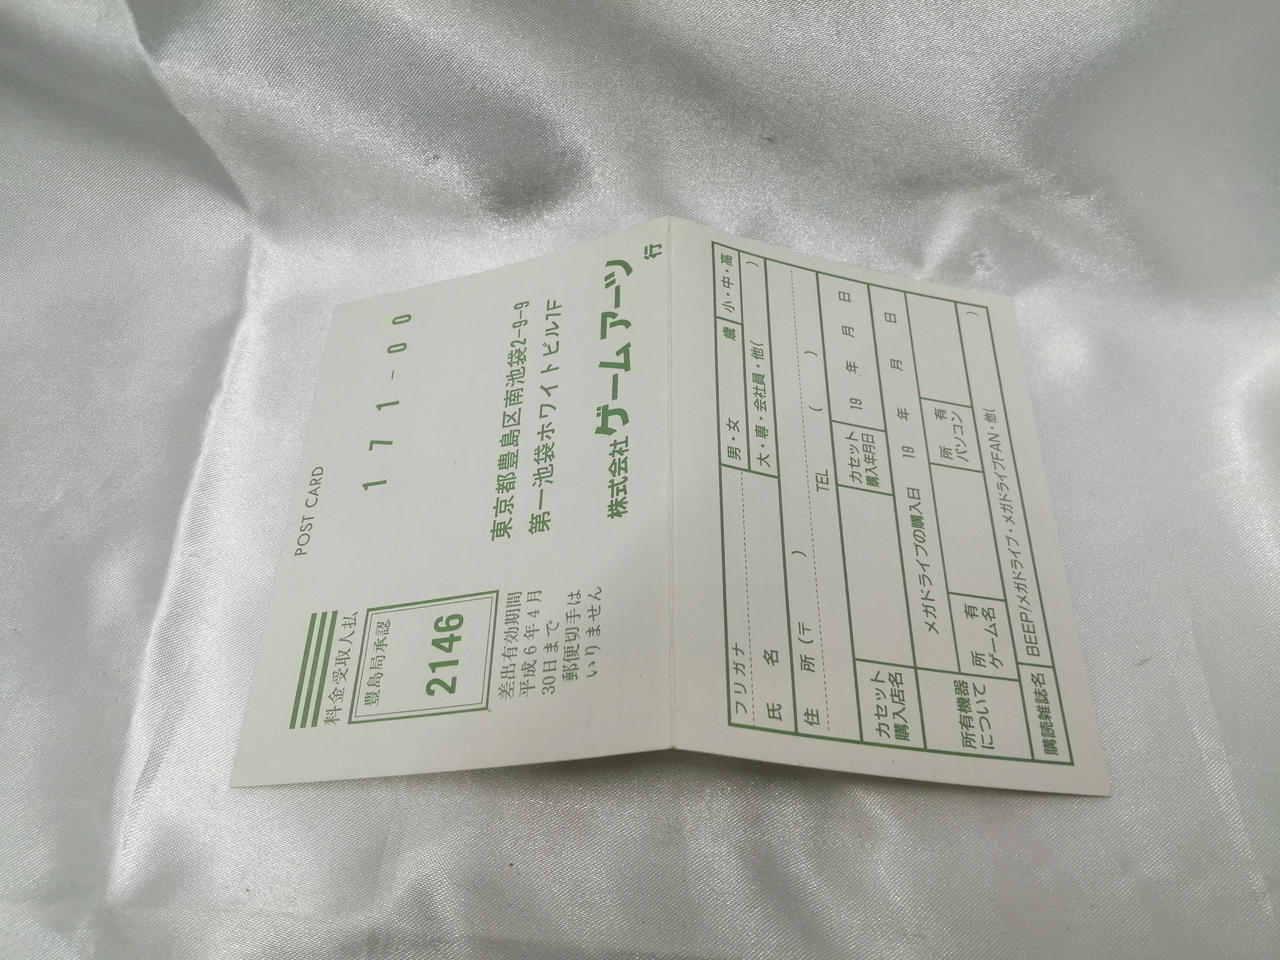 POST CARD
171-00
料金受取人払
豊島局承認
2146
差出有効期間
平成6年4月
30日まで
郵便切手は
いりません
東京都豊島区南池袋2-9-9
第一池袋ホワイトビル7F
株式会社ゲームアーツ 行
フリガナ
氏 名
男・女 歳
小・中・高
大・専・会社員・他( )
住 所 (〒 )
TEL ( )
カセット
購入店名
カセット
購入年月日
19 年 月 日
所有機器
について
メガドライブの購入日 19 年 月 日
所 有
ゲーム名
所 有
パソコン
購読雑誌名
BEEP!メガドライブ・メガドライブFAN・他( )